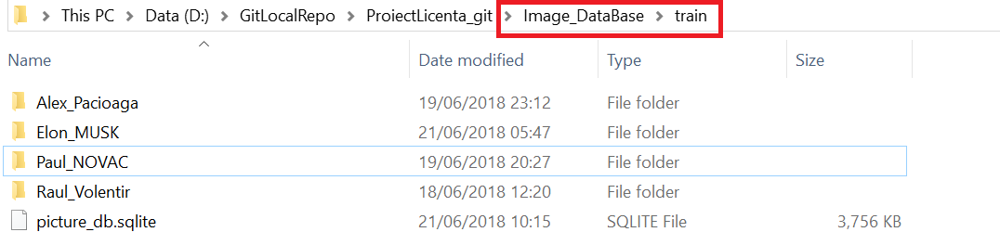 This PC > Data (D:) > GitLocalRepo > ProiectLicenta_git > Image_DataBase > train
Name Date modified Type Size
Alex_Pacioaga 19/06/2018 23:12 File folder
Elon_MUSK 21/06/2018 05:47 File folder
Paul_NOVAC 19/06/2018 20:27 File folder
Raul_Volentir 18/06/2018 12:20 File folder
picture_db.sqlite 21/06/2018 10:15 SQLITE File 3,756 KB